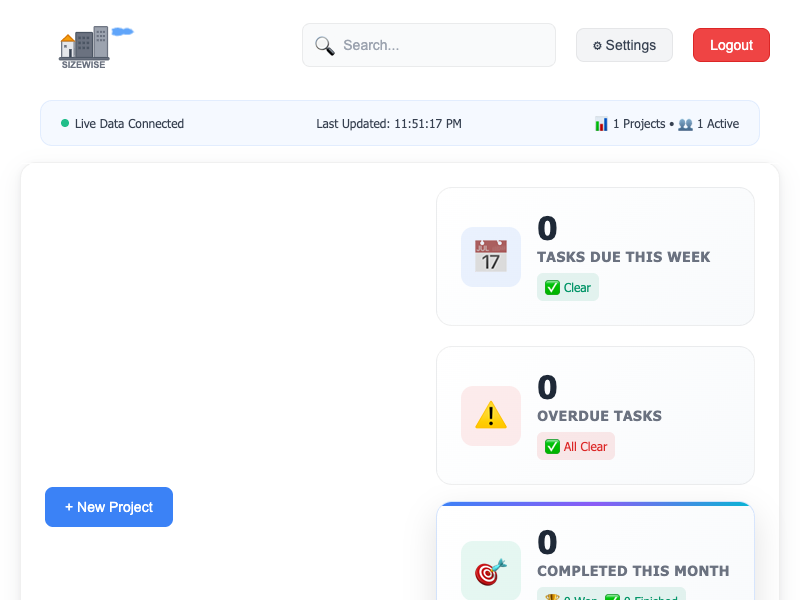 SIZEWISE
Search...
Settings
Logout
Live Data Connected
Last Updated: 11:51:17 PM
1 Projects • 1 Active
JUL
17
0
TASKS DUE THIS WEEK
Clear
0
OVERDUE TASKS
All Clear
+ New Project
0
COMPLETED THIS MONTH
0 Won 0 Finished